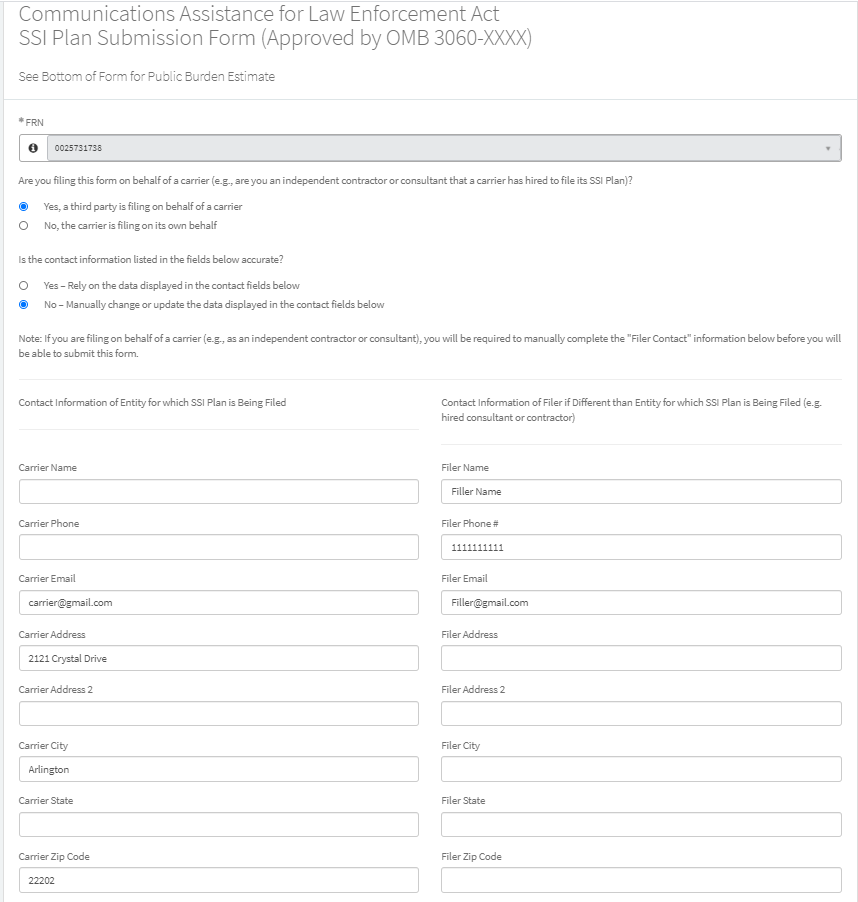 Communications Assistance for Law Enforcement Act
SSI Plan Submission Form (Approved by OMB 3060-XXXX)
See Bottom of Form for Public Burden Estimate
* FRN
0025731738
Are you filing this form on behalf of a carrier (e.g., are you an independent contractor or consultant that a carrier has hired to file its SSI Plan)?
Yes, a third party is filing on behalf of a carrier
No, the carrier is filing on its own behalf
Is the contact information listed in the fields below accurate?
Yes – Rely on the data displayed in the contact fields below
No – Manually change or update the data displayed in the contact fields below
Note: If you are filing on behalf of a carrier (e.g., as an independent contractor or consultant), you will be required to manually complete the "Filer Contact" information below before you will
be able to submit this form.
Contact Information of Entity for which SSI Plan is Being Filed
Contact Information of Filer if Different than Entity for which SSI Plan is Being Filed (e.g.
hired consultant or contractor)
Carrier Name
Filer Name
Filler Name
Carrier Phone
Filer Phone #
1111111111
Carrier Email
carrier@gmail.com
Filer Email
Filler@gmail.com
Carrier Address
2121 Crystal Drive
Filer Address
Carrier Address 2
Filer Address 2
Carrier City
Arlington
Filer City
Carrier State
Filer State
Carrier Zip Code
22202
Filer Zip Code